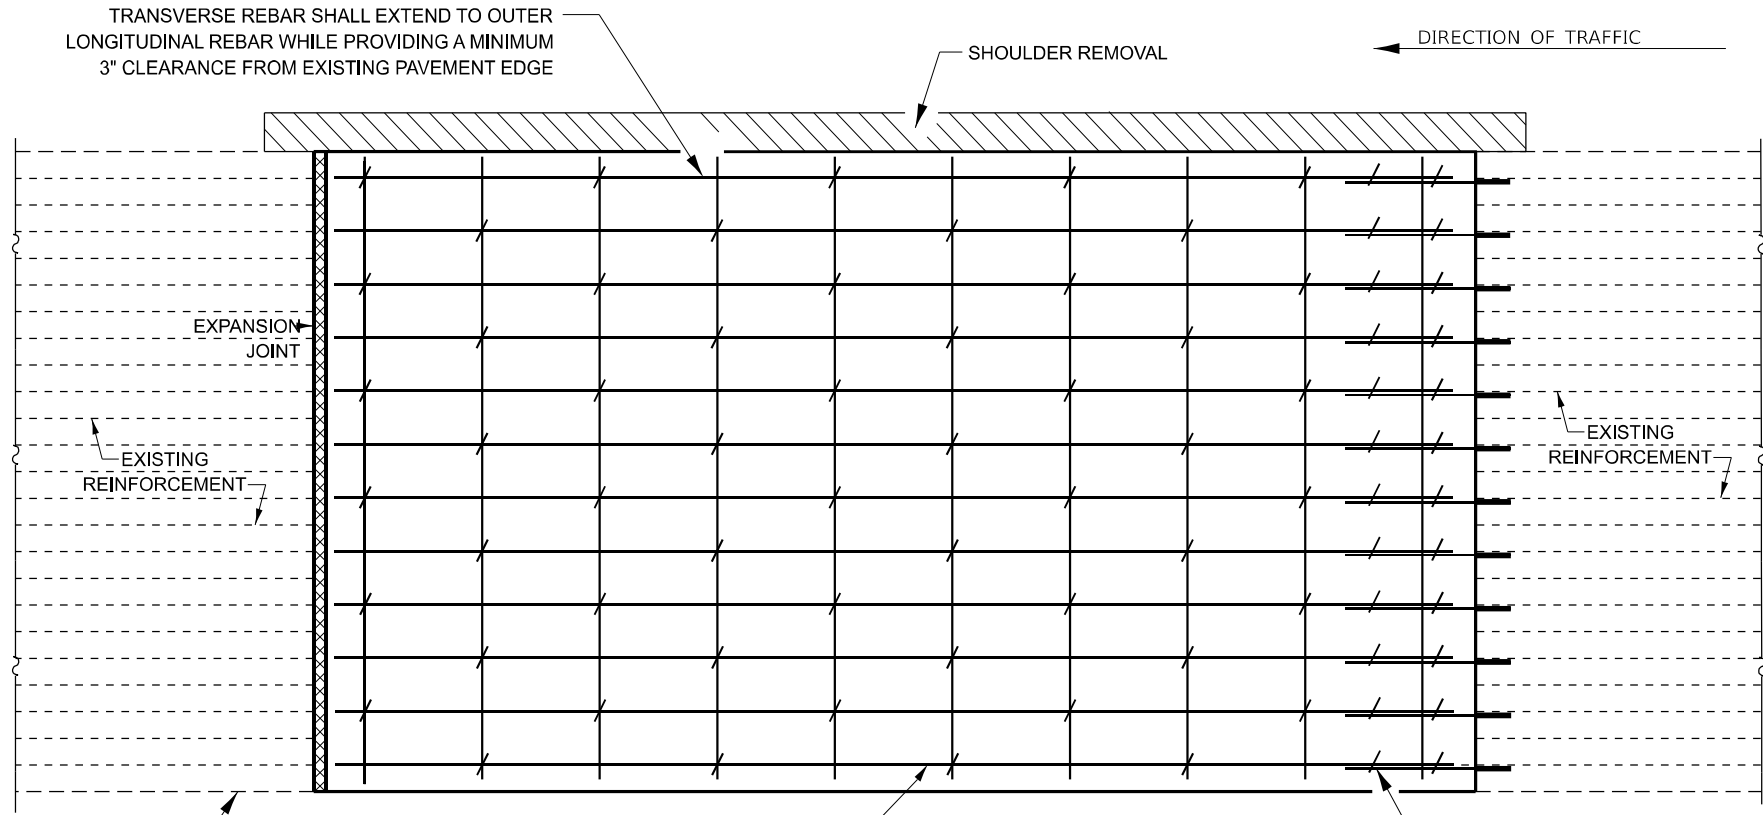 TRANSVERSE REBAR SHALL EXTEND TO OUTER
LONGITUDINAL REBAR WHILE PROVIDING A MINIMUM
3" CLEARANCE FROM EXISTING PAVEMENT EDGE
SHOULDER REMOVAL
DIRECTION OF TRAFFIC
EXPANSION
JOINT
EXISTING
REINFORCEMENT
EXISTING
REINFORCEMENT